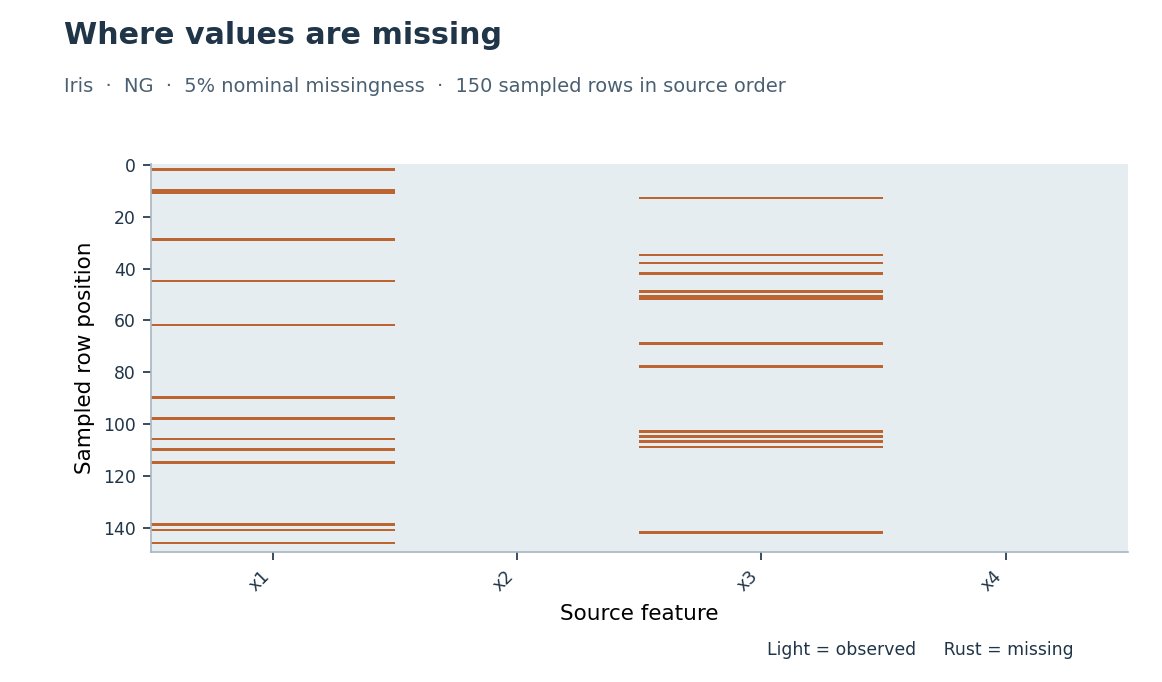 Where values are missing
Iris · NG · 5% nominal missingness · 150 sampled rows in source order
0
20
40
60
80
100
120
140
Sampled row position
x1
x2
x3
x4
Source feature
Light = observed Rust = missing